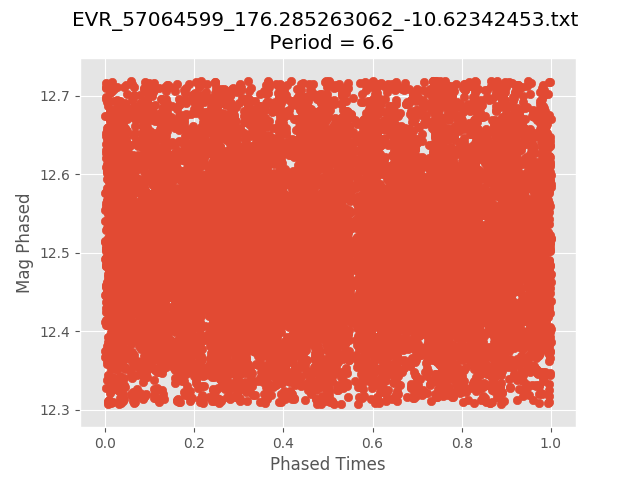 EVR_57064599_176.285263062_-10.62342453.txt
Period = 6.6
Mag Phased
12.7
12.6
12.5
12.4
12.3
0.0 0.2 0.4 0.6 0.8 1.0
Phased Times